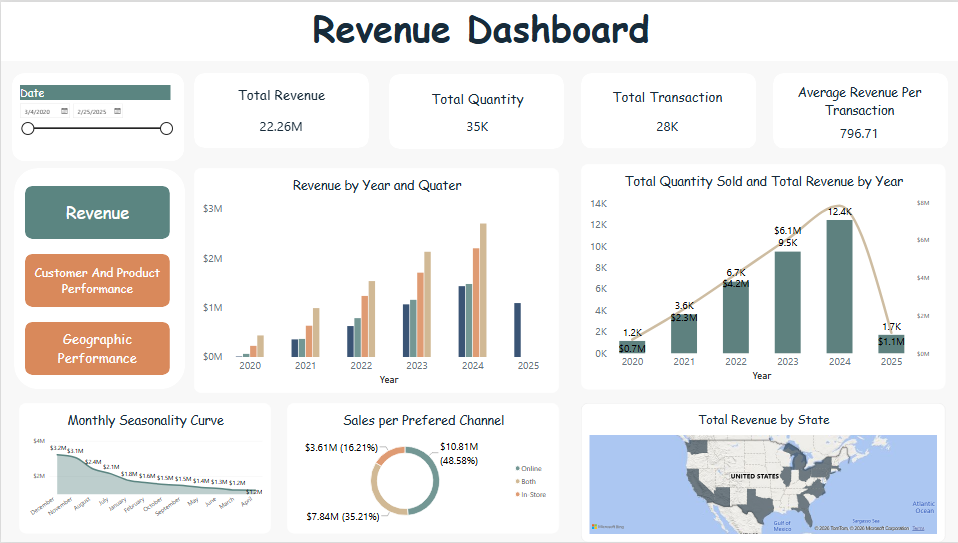 Revenue Dashboard
Date
3/4/2020
2/25/2025
Total Revenue
22.26M
Total Quantity
35K
Total Transaction
28K
Average Revenue Per
Transaction
796.71
Revenue
Customer And Product
Performance
Geographic
Performance
Revenue by Year and Quater
$3M
$2M
$1M
$0M
2020
2021
2022
2023
2024
2025
Year
Total Quantity Sold and Total Revenue by Year
14K
12K
10K
8K
6K
4K
2K
0K
$8M
$6M
$4M
$2M
$0M
1.2K
$0.7M
3.6K
$2.3M
6.7K
$4.2M
$6.1M
9.5K
12.4K
1.7K
$1.1M
2020
2021
2022
2023
2024
2025
Year
Monthly Seasonality Curve
$4M
$2M
$3.2M
$3.1M
$2.4M
$2.1M
$1.8M
$1.6M
$1.5M
$1.5M
$1.4M
$1.3M
$1.2M
$1.2M
December
November
August
July
January
February
October
September
May
June
March
April
Sales per Prefered Channel
$3.61M (16.21%)
$10.81M
(48.58%)
$7.84M (35.21%)
Online
Both
In-Store
Total Revenue by State
UNITED STATES
Atlantic
Ocean
Sargasso Sea
Gulf of
Mexico
Microsoft Bing
© 2026 TomTom, © 2026 Microsoft Corporation Terms